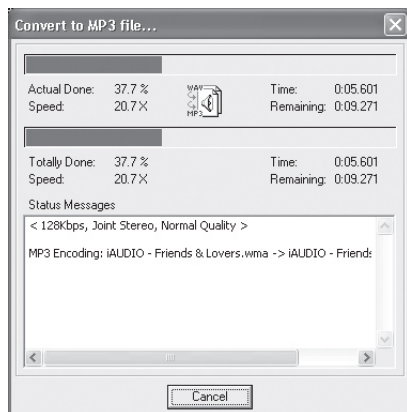 Convert to MP3 file...
Actual Done: 37.7 % Time: 0:05.601
Speed: 20.7 X Remaining: 0:09.271
WAV
MP3
Totally Done: 37.7 % Time: 0:05.601
Speed: 20.7 X Remaining: 0:09.271
Status Messages
< 128Kbps, Joint Stereo, Normal Quality >
MP3 Encoding: iAUDIO - Friends & Lovers.wma -> iAUDIO - Friends
Cancel